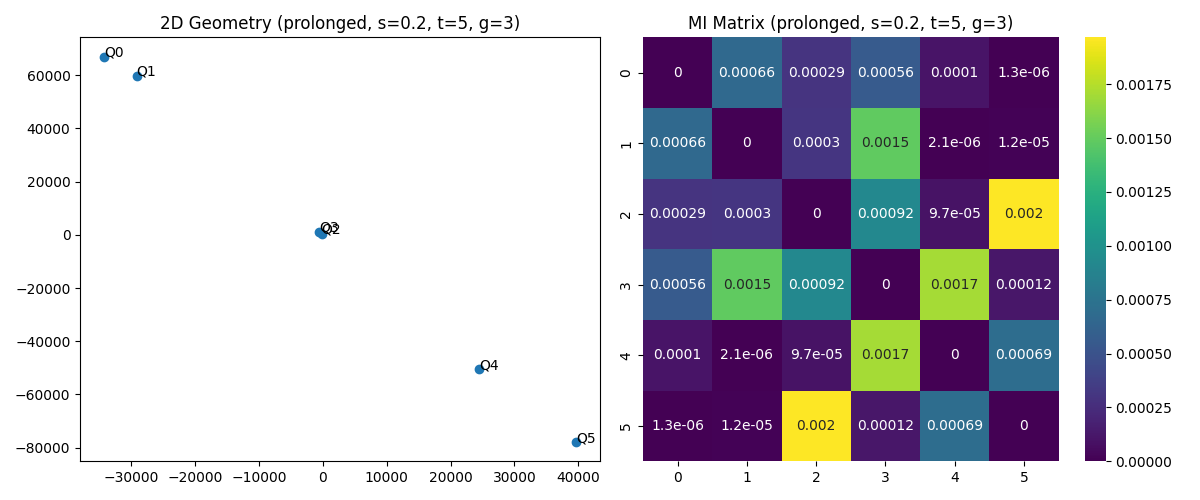 2D Geometry (prolonged, s=0.2, t=5, g=3)
60000
40000
20000
0
−20000
−40000
−60000
−80000
−30000 −20000 −10000 0 10000 20000 30000 40000
Q0
Q1
Q3
Q2
Q4
Q5
MI Matrix (prolonged, s=0.2, t=5, g=3)
0 0 0.00066 0.00029 0.00056 0.0001 1.3e-06
1 0.00066 0 0.0003 0.0015 2.1e-06 1.2e-05
2 0.00029 0.0003 0 0.00092 9.7e-05 0.002
3 0.00056 0.0015 0.00092 0 0.0017 0.00012
4 0.0001 2.1e-06 9.7e-05 0.0017 0 0.00069
5 1.3e-06 1.2e-05 0.002 0.00012 0.00069 0
0 1 2 3 4 5
0.00175
0.00150
0.00125
0.00100
0.00075
0.00050
0.00025
0.00000